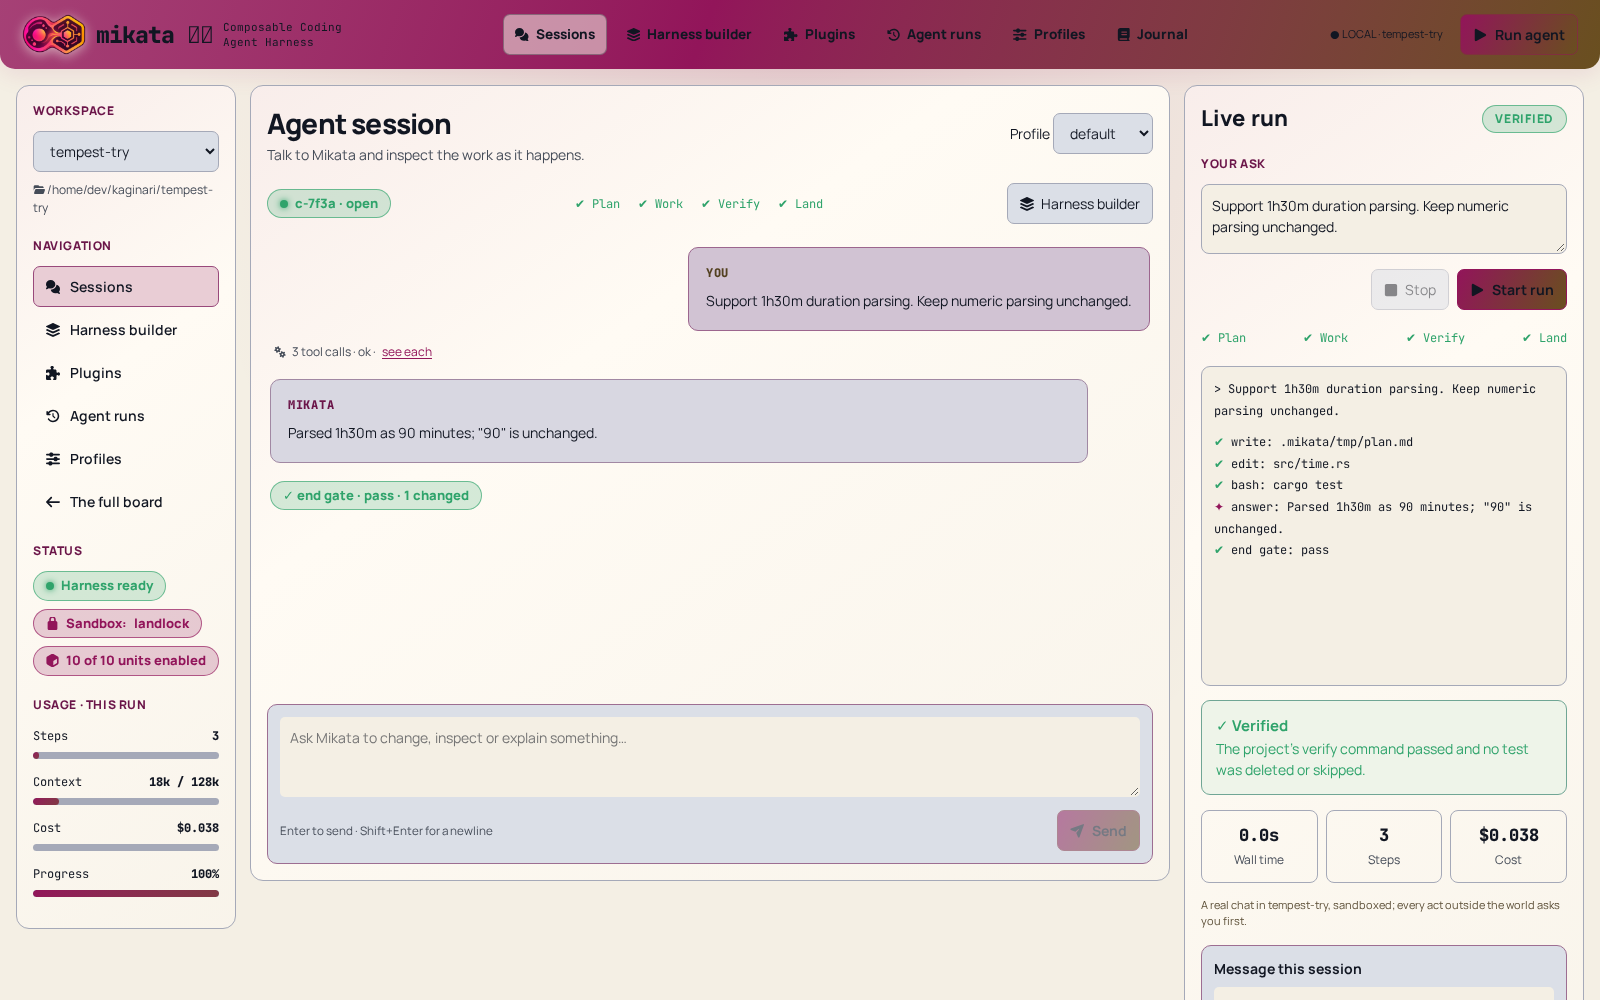 mikata
Composable Coding
Agent Harness
Sessions
Harness builder
Plugins
Agent runs
Profiles
Journal
LOCAL · tempest-try
Run agent
WORKSPACE
tempest-try
/home/dev/kaginari/tempest-
try
NAVIGATION
Sessions
Harness builder
Plugins
Agent runs
Profiles
The full board
STATUS
Harness ready
Sandbox: landlock
10 of 10 units enabled
USAGE · THIS RUN
Steps 3
Context 18k / 128k
Cost $0.038
Progress 100%
Agent session
Talk to Mikata and inspect the work as it happens.
Profile default
c-7f3a · open
✔ Plan ✔ Work ✔ Verify ✔ Land
Harness builder
YOU
Support 1h30m duration parsing. Keep numeric parsing unchanged.
3 tool calls · ok · see each
MIKATA
Parsed 1h30m as 90 minutes; "90" is unchanged.
✓ end gate · pass · 1 changed
Ask Mikata to change, inspect or explain something…
Enter to send · Shift+Enter for a newline
Send
Live run
VERIFIED
YOUR ASK
Support 1h30m duration parsing. Keep numeric
parsing unchanged.
Stop
Start run
✔ Plan ✔ Work ✔ Verify ✔ Land
> Support 1h30m duration parsing. Keep numeric
parsing unchanged.
✔ write: .mikata/tmp/plan.md
✔ edit: src/time.rs
✔ bash: cargo test
✦ answer: Parsed 1h30m as 90 minutes; "90" is
unchanged.
✔ end gate: pass
✓ Verified
The project's verify command passed and no test
was deleted or skipped.
0.0s
Wall time
3
Steps
$0.038
Cost
A real chat in tempest-try, sandboxed; every act outside the world asks
you first.
Message this session